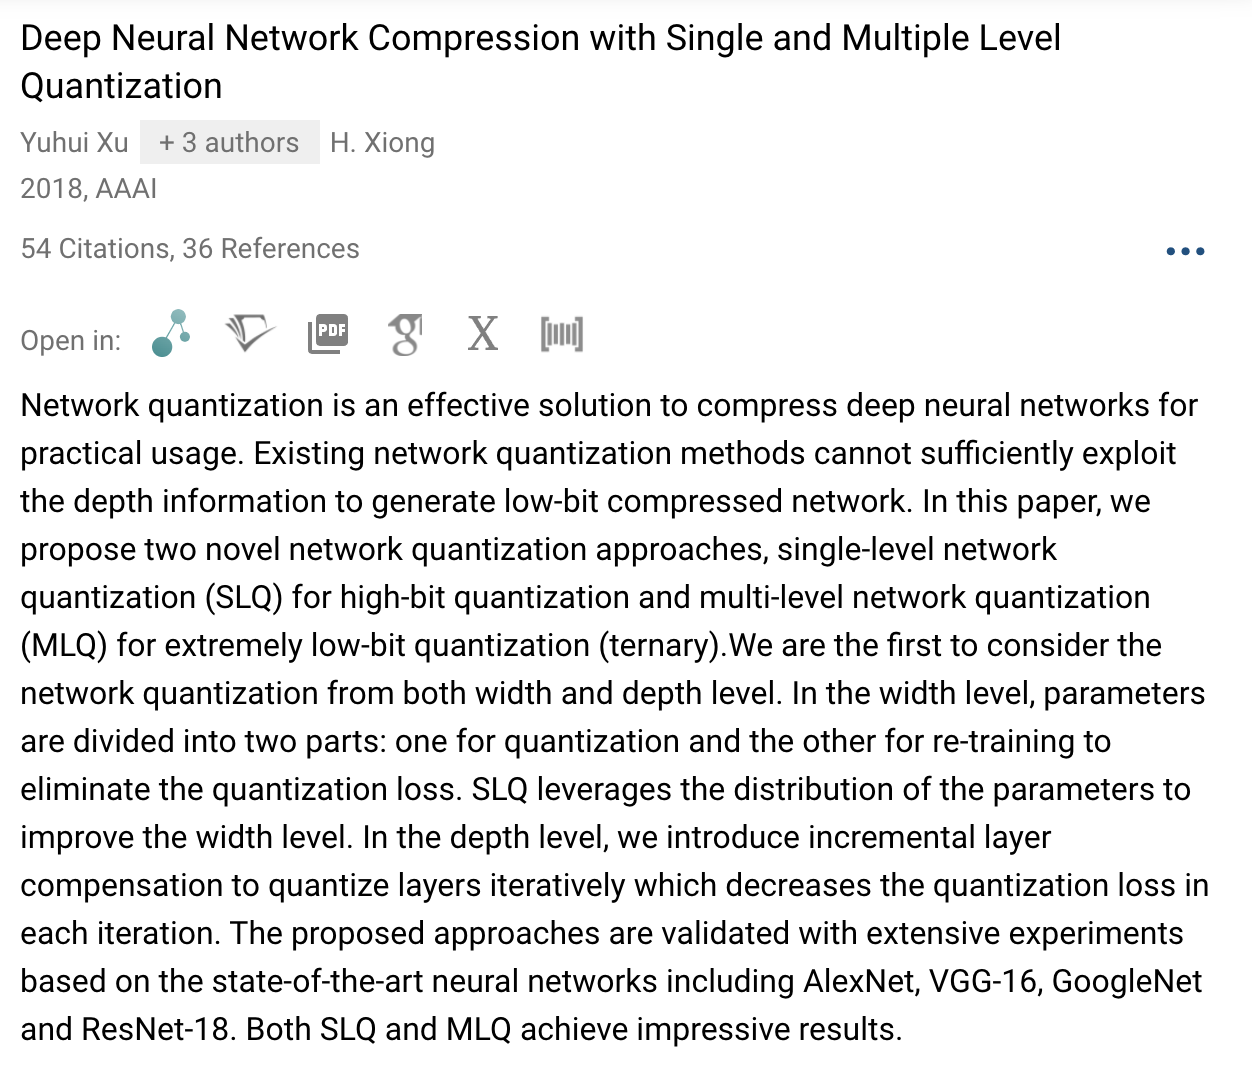 Deep Neural Network Compression with Single and Multiple Level
Quantization
Yuhui Xu + 3 authors H. Xiong
2018, AAAI
54 Citations, 36 References
Open in: PDF g X
Network quantization is an effective solution to compress deep neural networks for
practical usage. Existing network quantization methods cannot sufficiently exploit
the depth information to generate low-bit compressed network. In this paper, we
propose two novel network quantization approaches, single-level network
quantization (SLQ) for high-bit quantization and multi-level network quantization
(MLQ) for extremely low-bit quantization (ternary).We are the first to consider the
network quantization from both width and depth level. In the width level, parameters
are divided into two parts: one for quantization and the other for re-training to
eliminate the quantization loss. SLQ leverages the distribution of the parameters to
improve the width level. In the depth level, we introduce incremental layer
compensation to quantize layers iteratively which decreases the quantization loss in
each iteration. The proposed approaches are validated with extensive experiments
based on the state-of-the-art neural networks including AlexNet, VGG-16, GoogleNet
and ResNet-18. Both SLQ and MLQ achieve impressive results.